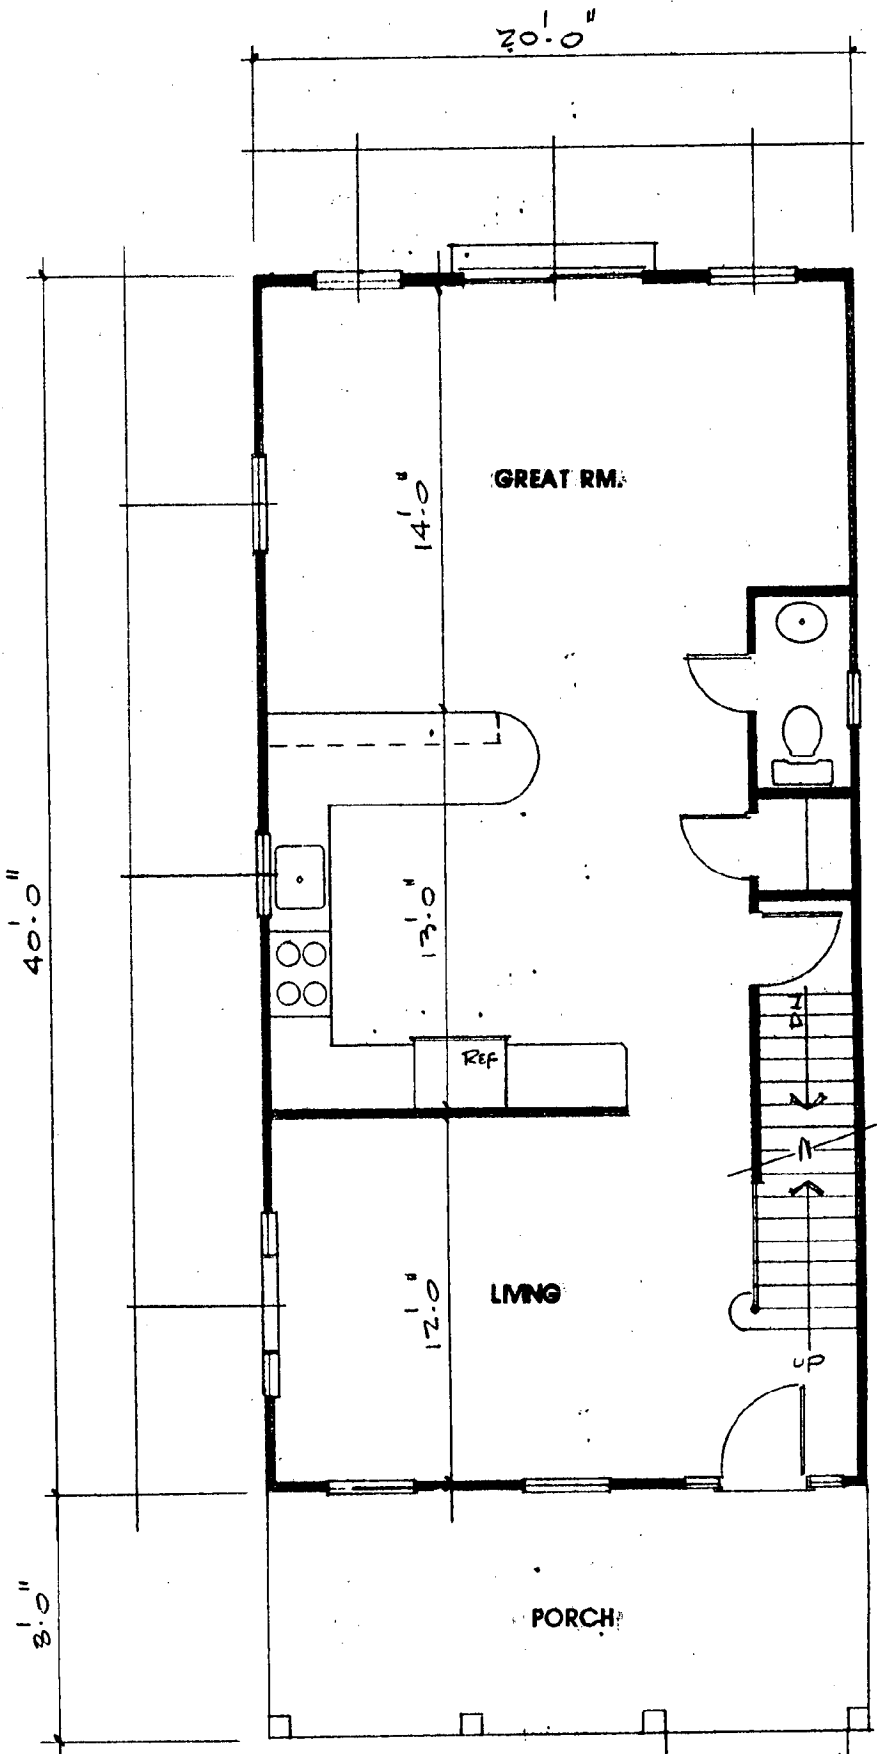 20'-0"
GREAT RM.
14'-0"
40'-0"
13'-0"
REF
DN
UP
LIVING
12'-0"
PORCH
8'-0"